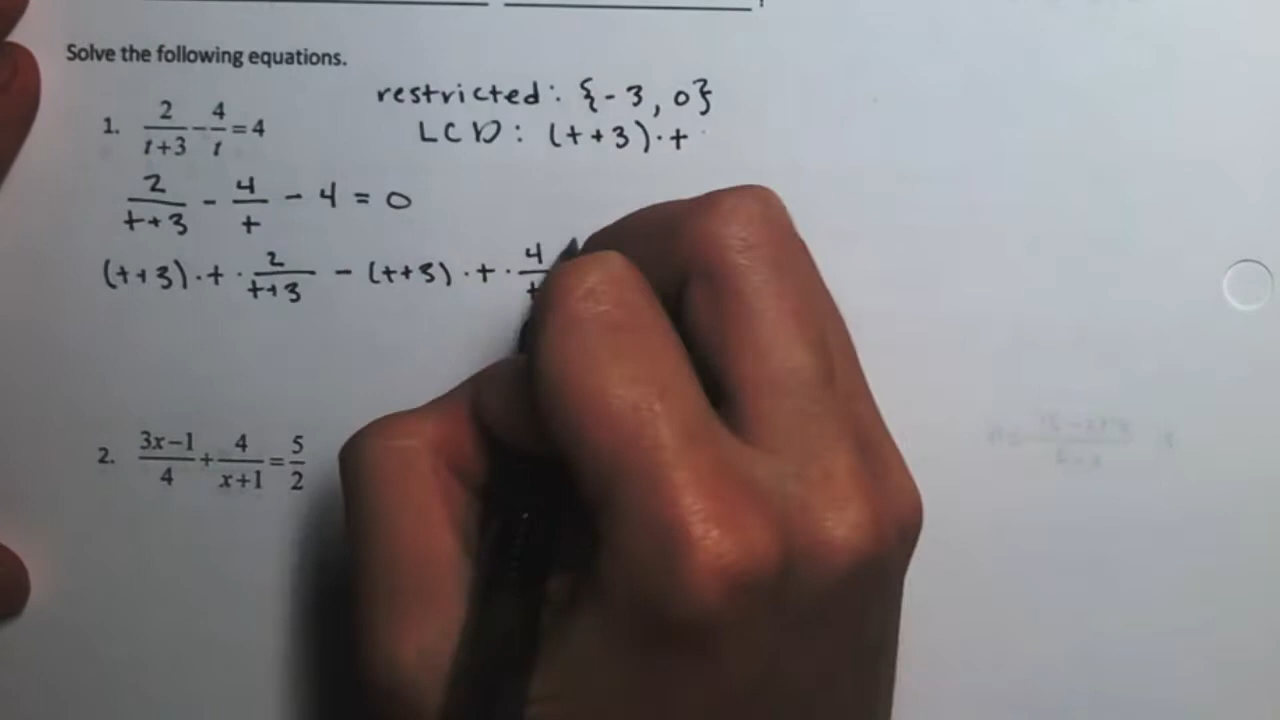 Solve the following equations.
restricted: {-3, 0}
1. 2/(t+3) - 4/t = 4
LCD: (t+3)·t
2/(t+3) - 4/t - 4 = 0
(t+3)·t·2/(t+3) - (t+3)·t·4/t
2. (3x-1)/4 + 4/(x+1) = 5/2